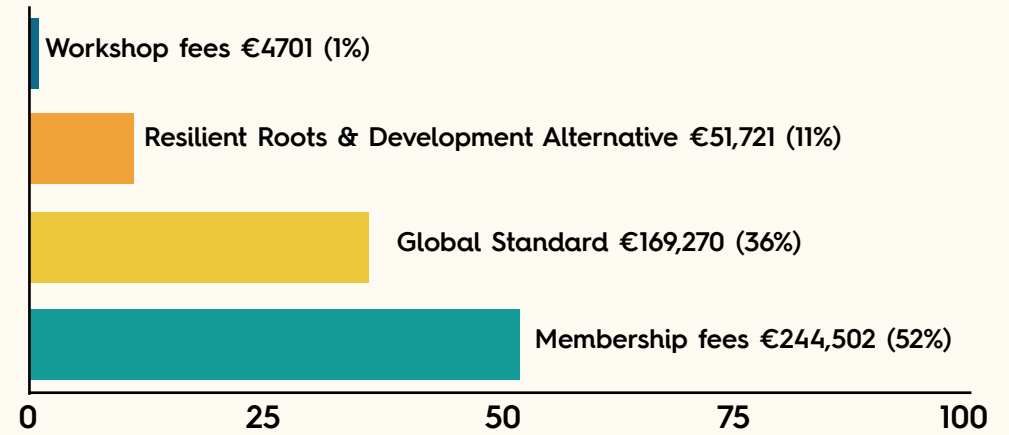 Workshop fees €4701 (1%)
Resilient Roots & Development Alternative €51,721 (11%)
Global Standard €169,270 (36%)
Membership fees €244,502 (52%)
0 25 50 75 100